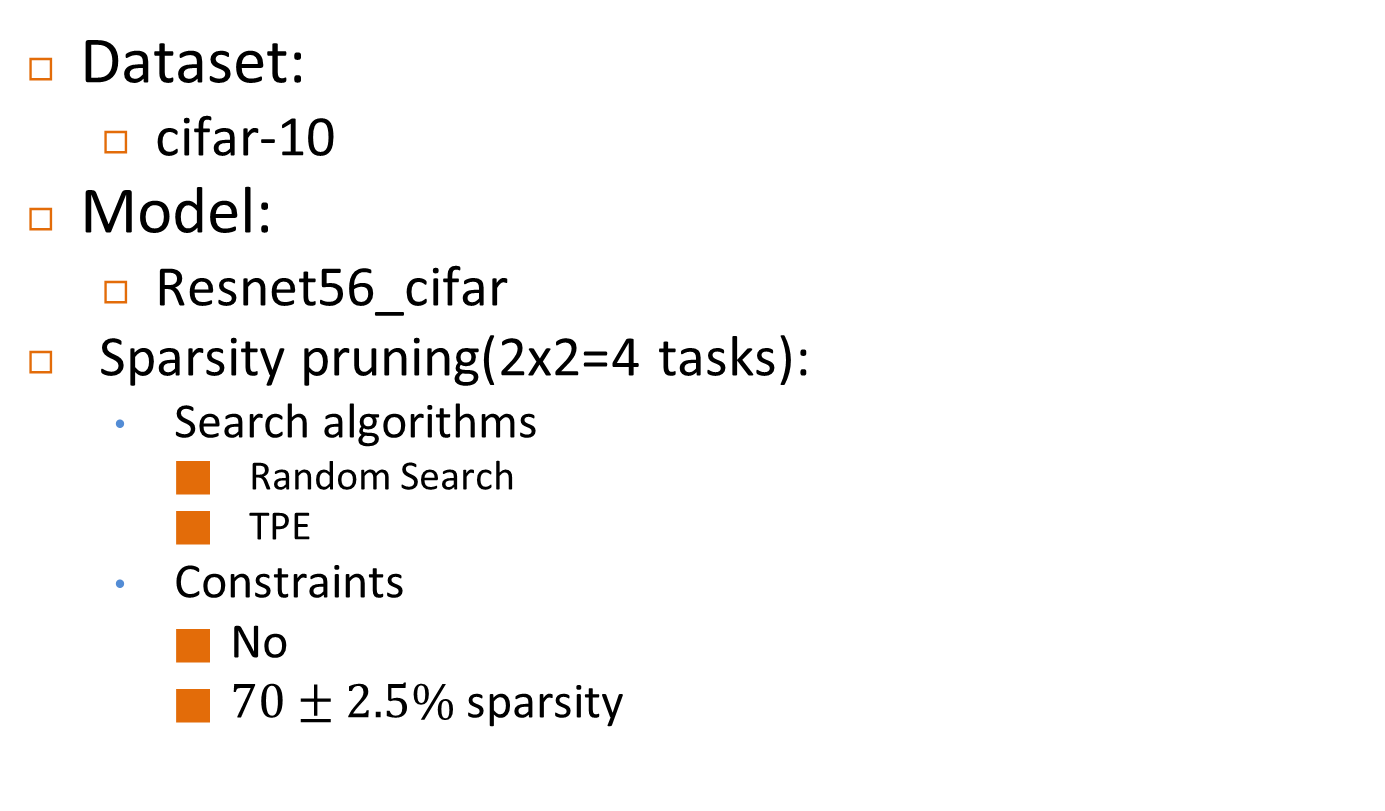 Dataset:
cifar-10
Model:
Resnet56_cifar
Sparsity pruning(2x2=4 tasks):
Search algorithms
Random Search
TPE
Constraints
No
70 ± 2.5% sparsity